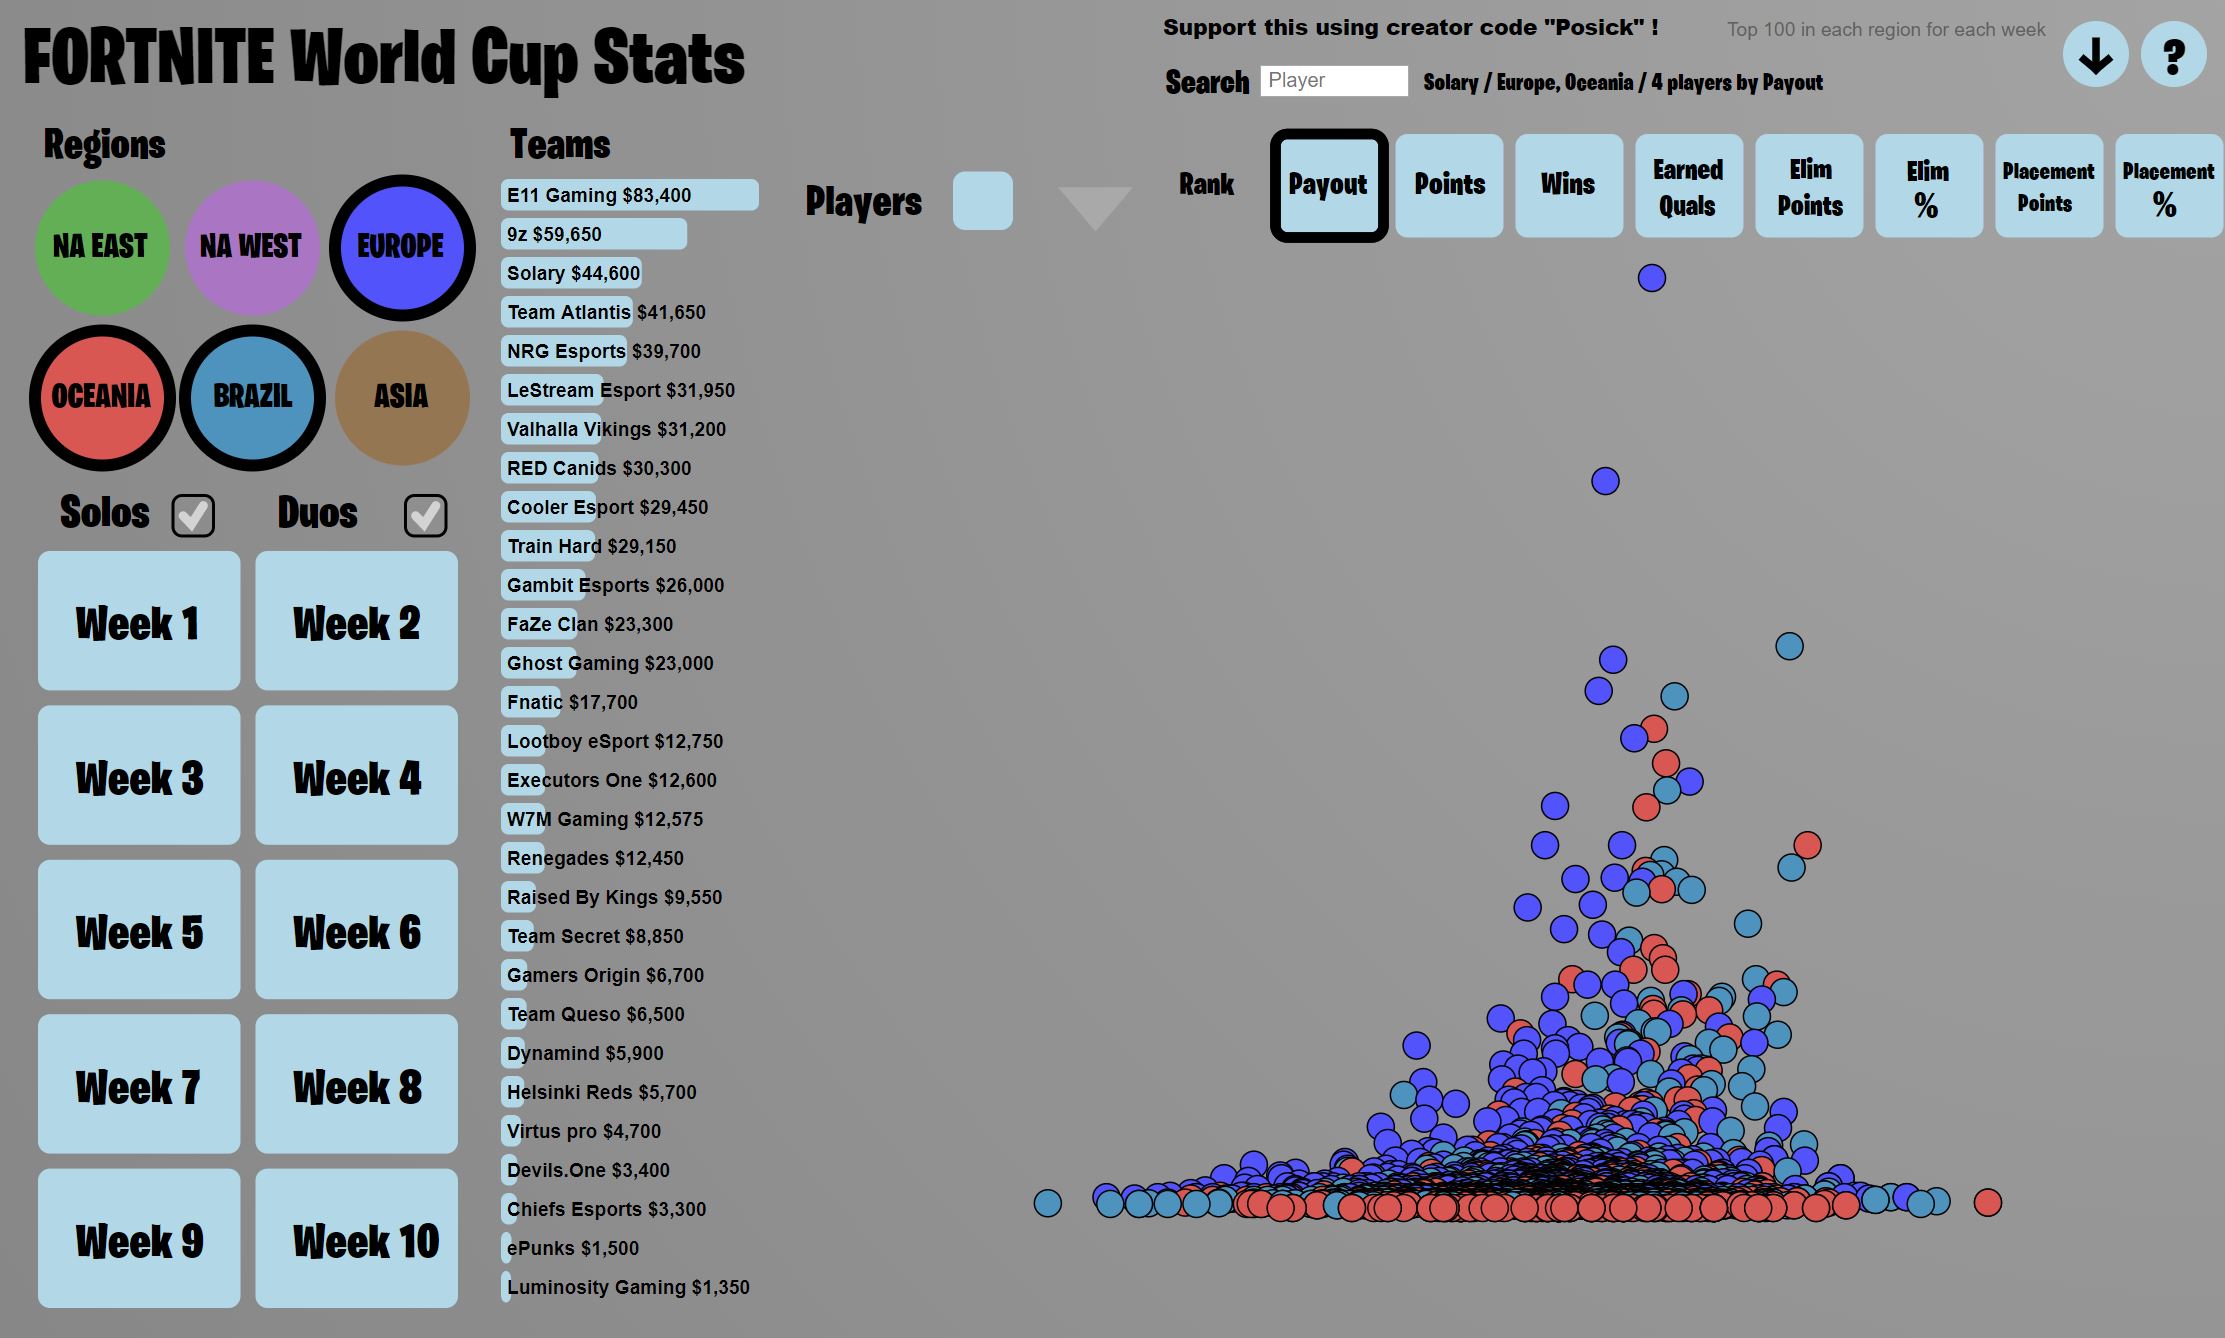 FORTNITE World Cup Stats
Support this using creator code "Posick" !
Top 100 in each region for each week
?
Search
Player
Solary / Europe, Oceania / 4 players by Payout
Regions
NA EAST
NA WEST
EUROPE
OCEANIA
BRAZIL
ASIA
Solos
Duos
Week 1
Week 2
Week 3
Week 4
Week 5
Week 6
Week 7
Week 8
Week 9
Week 10
Teams
E11 Gaming $83,400
9z $59,650
Solary $44,600
Team Atlantis $41,650
NRG Esports $39,700
LeStream Esport $31,950
Valhalla Vikings $31,200
RED Canids $30,300
Cooler Esport $29,450
Train Hard $29,150
Gambit Esports $26,000
FaZe Clan $23,300
Ghost Gaming $23,000
Fnatic $17,700
Lootboy eSport $12,750
Executors One $12,600
W7M Gaming $12,575
Renegades $12,450
Raised By Kings $9,550
Team Secret $8,850
Gamers Origin $6,700
Team Queso $6,500
Dynamind $5,900
Helsinki Reds $5,700
Virtus pro $4,700
Devils.One $3,400
Chiefs Esports $3,300
ePunks $1,500
Luminosity Gaming $1,350
Players
Rank
Payout
Points
Wins
Earned
Quals
Elim
Points
Elim
%
Placement
Points
Placement
%